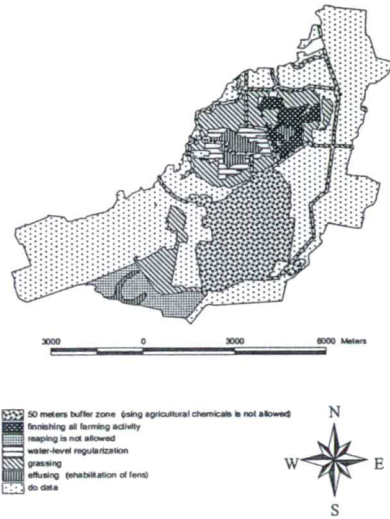 3000 0 3000 6000 Meters
50 meters buffer zone (using agricultural chemicals is not allowed)
finnishing all farming activity
reaping is not allowed
water-level regularization
grassing
effusing (ehabilitation of fens)
do data
N
W E
S